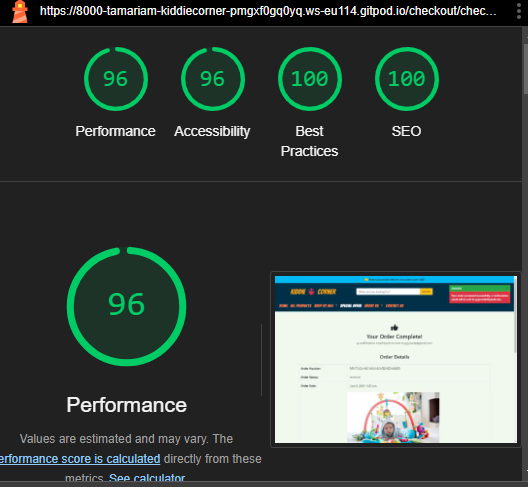 https://8000-tamariam-kiddiecorner-pmgxf0gq0yq.ws-eu114.gitpod.io/checkout/chec...
96 96 100 100
Performance Accessibility Best Practices SEO
96
Performance
Values are estimated and may vary. The
erformance score is calculated directly from these
metrics. See calculator.
KIDDIE CORNER
Your Order Complete!
Order Details
Order Number:
Order Status:
Order Date: